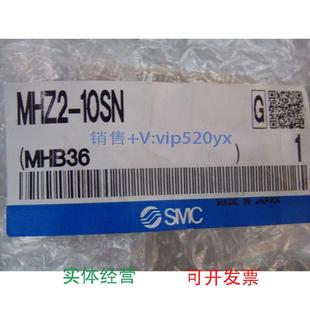 MHZ2-10SN
G
销售+V:vip520yx
(MHB36 )
1
SMC
MADE IN JAPAN
实体经营 可开发票